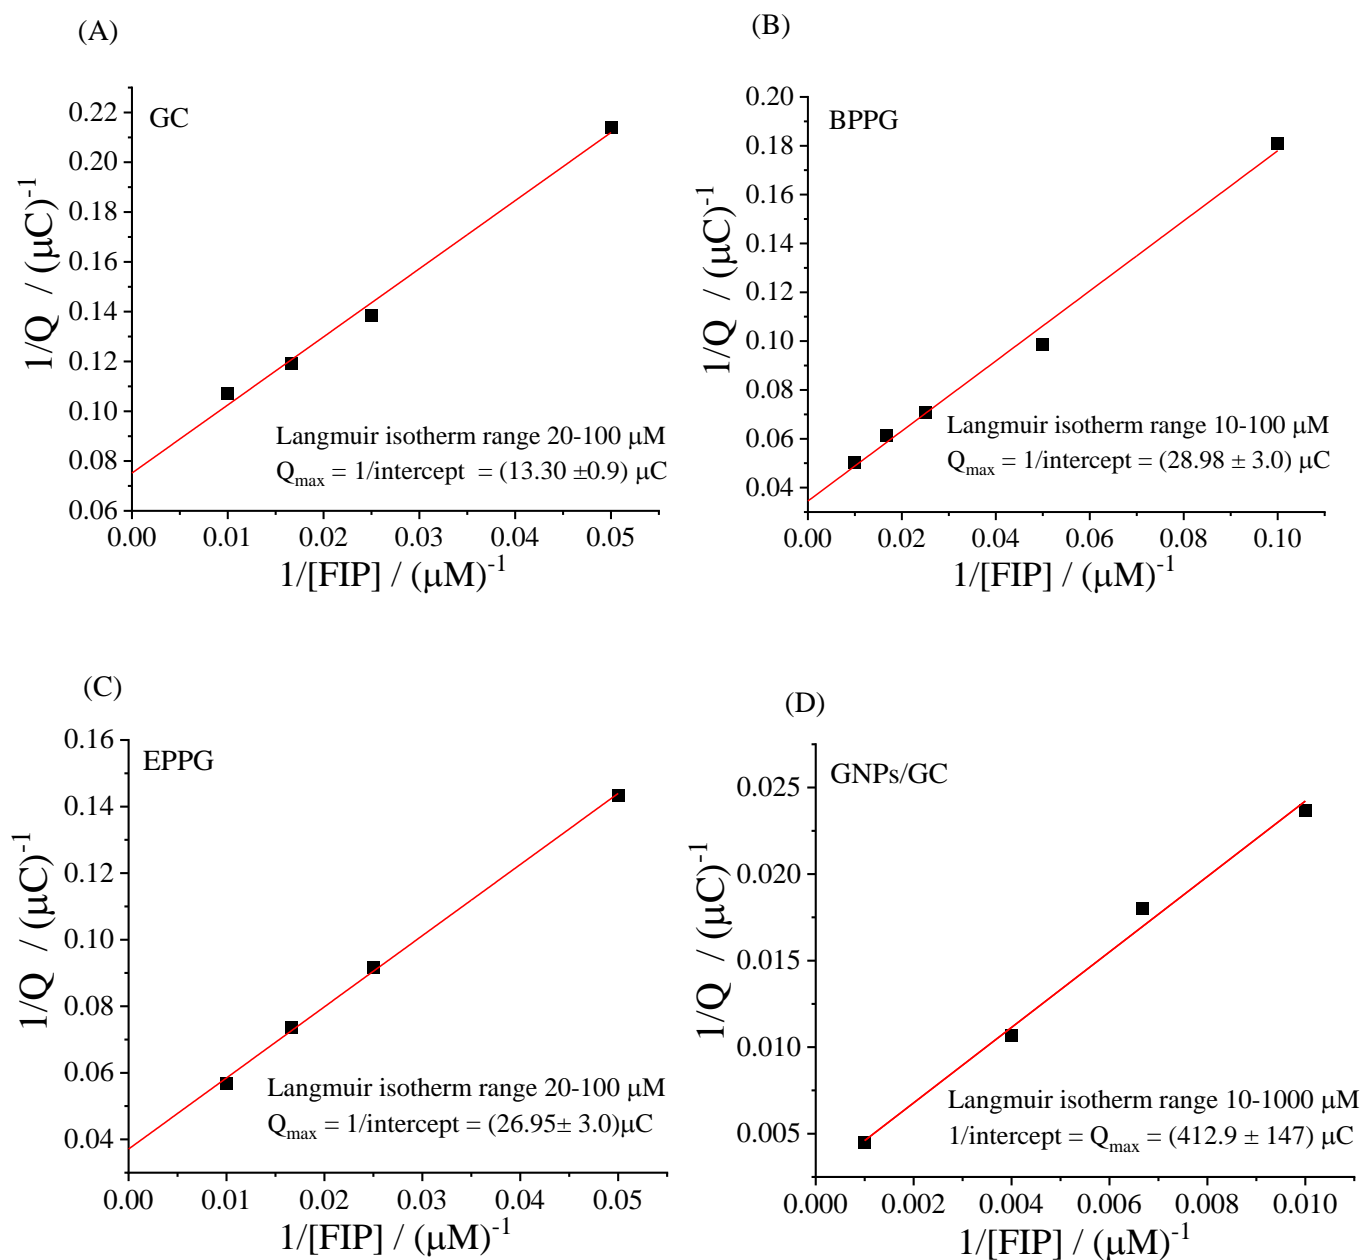 (A)
GC
0.22
0.20
0.18
0.16
0.14
0.12
0.10
0.08
0.06
0.00 0.01 0.02 0.03 0.04 0.05
1/Q / (μC)⁻¹
Langmuir isotherm range 20-100 μM
Qmax = 1/intercept = (13.30 ±0.9) μC
1/[FIP] / (μM)⁻¹
(B)
BPPG
0.20
0.18
0.16
0.14
0.12
0.10
0.08
0.06
0.04
0.00 0.02 0.04 0.06 0.08 0.10
1/Q / (μC)⁻¹
Langmuir isotherm range 10-100 μM
Qmax = 1/intercept = (28.98 ± 3.0) μC
1/[FIP] / (μM)⁻¹
(C)
EPPG
0.16
0.14
0.12
0.10
0.08
0.06
0.04
0.00 0.01 0.02 0.03 0.04 0.05
1/Q / (μC)⁻¹
Langmuir isotherm range 20-100 μM
Qmax = 1/intercept = (26.95± 3.0)μC
1/[FIP] / (μM)⁻¹
(D)
GNPs/GC
0.025
0.020
0.015
0.010
0.005
0.000 0.002 0.004 0.006 0.008 0.010
1/Q / (μC)⁻¹
Langmuir isotherm range 10-1000 μM
1/intercept = Qmax = (412.9 ± 147) μC
1/[FIP] / (μM)⁻¹